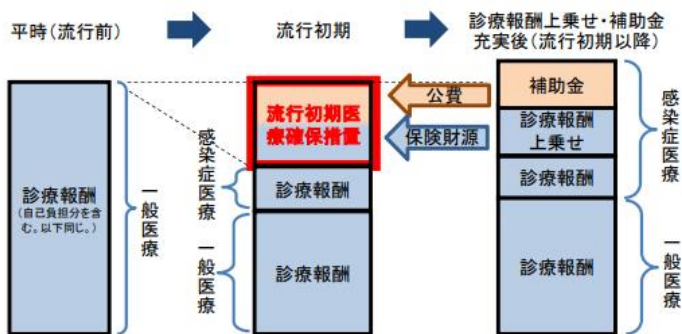 平時(流行前)
流行初期
診療報酬上乗せ・補助金
充実後(流行初期以降)
診療報酬
(自己負担分を含
む。以下同じ。)
一般医療
流行初期医
療確保措置
診療報酬
診療報酬
感染症医療
一般医療
公費
保険財源
補助金
診療報酬
上乗せ
診療報酬
診療報酬
感染症医療
一般医療